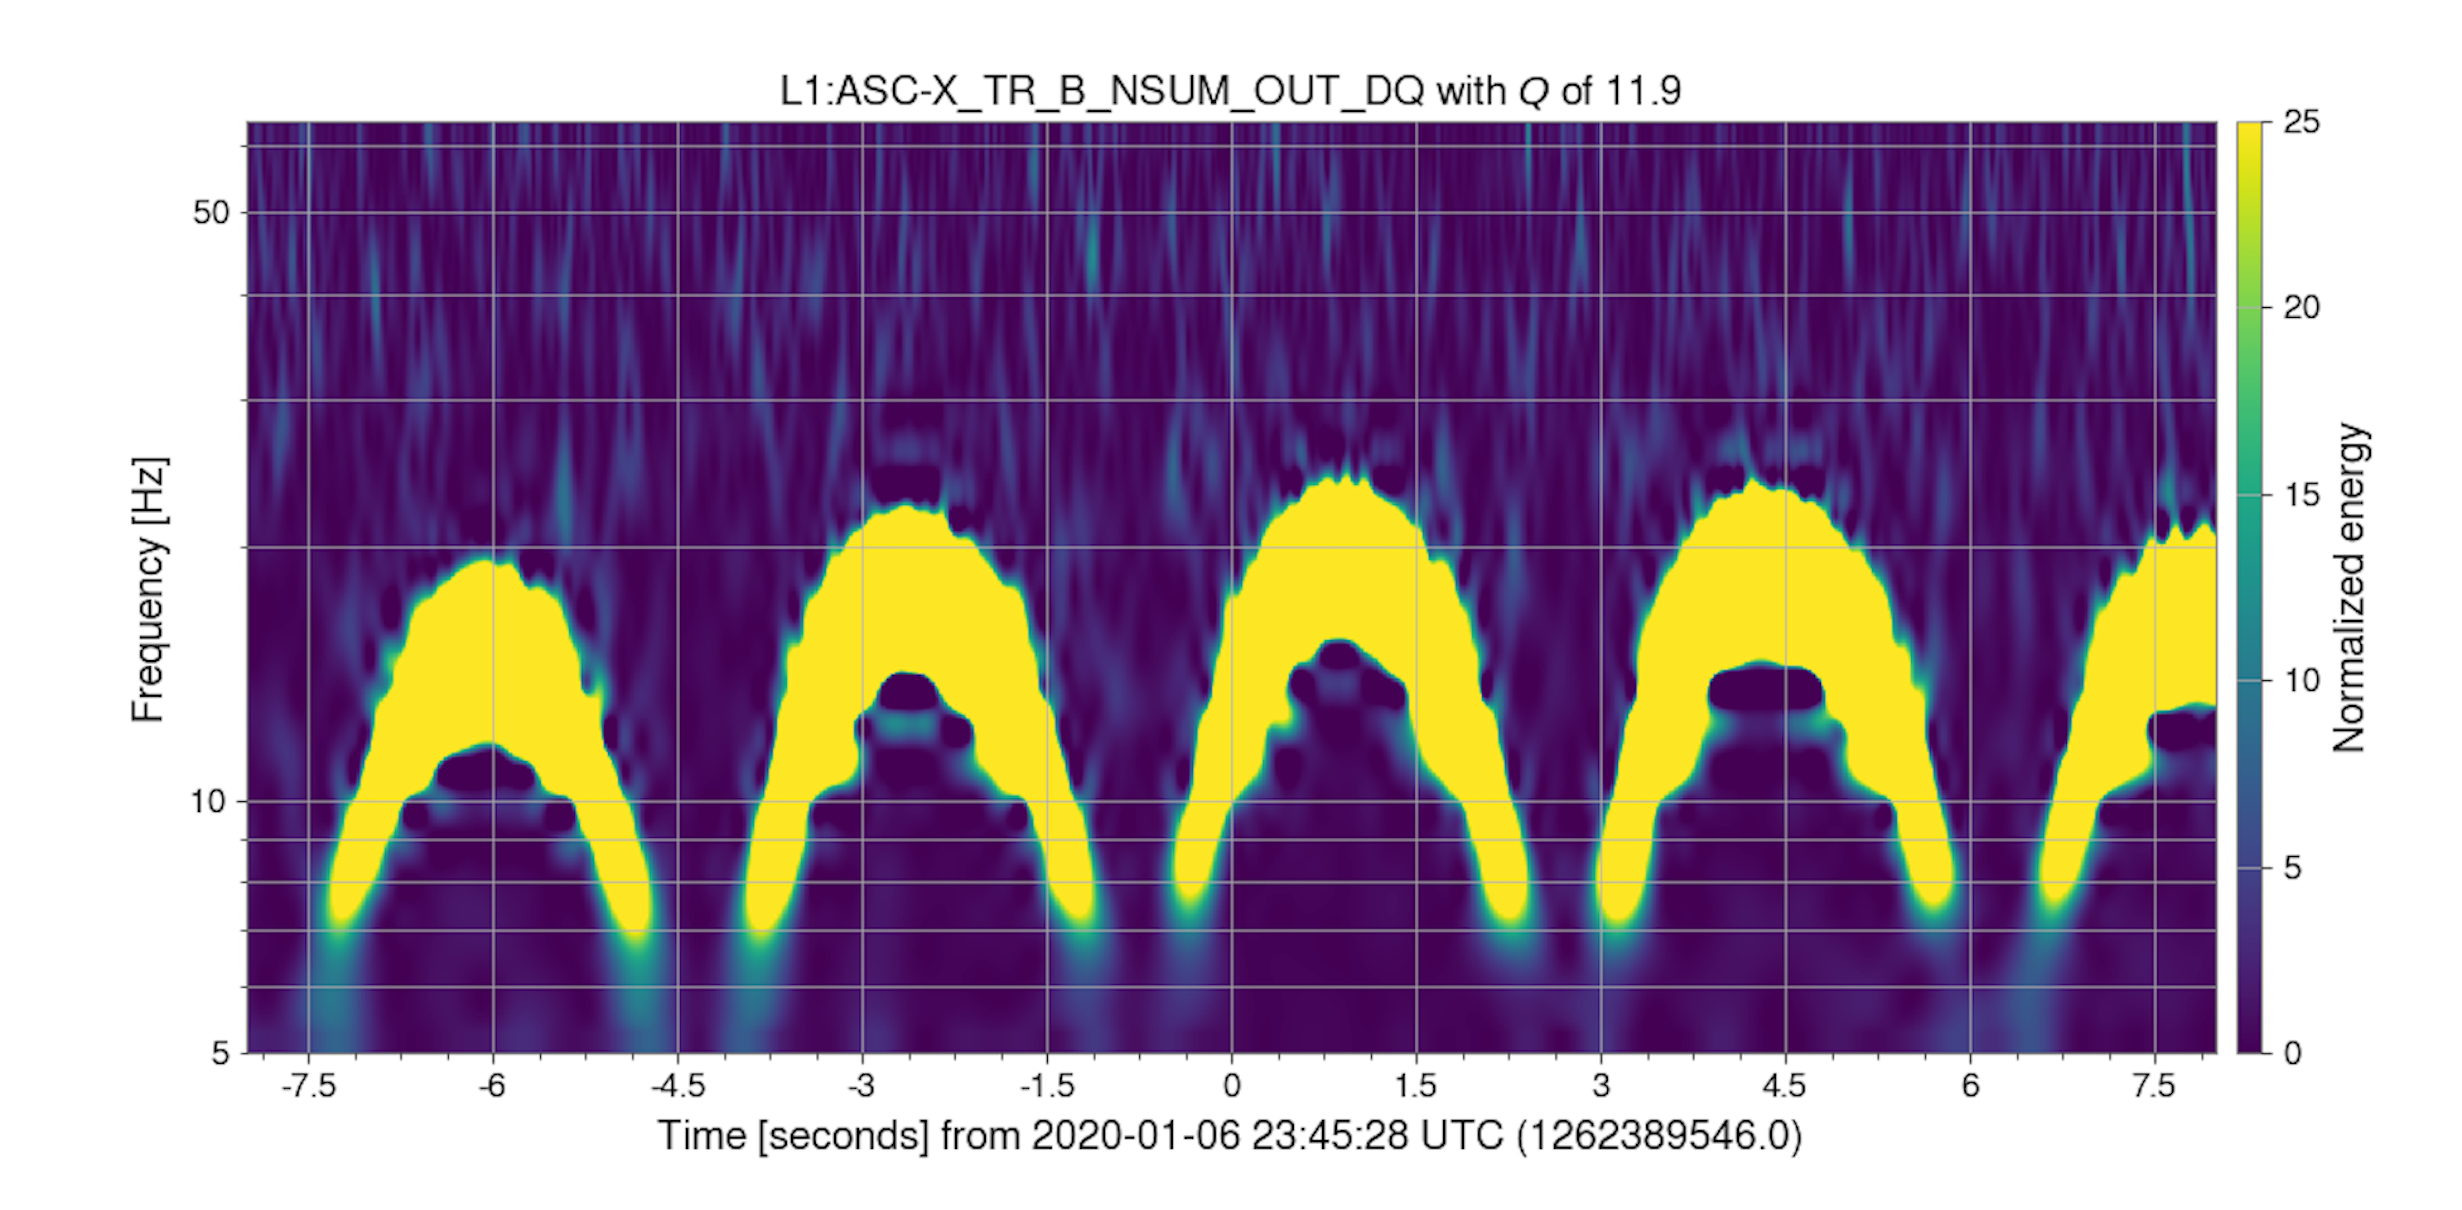 L1:ASC-X_TR_B_NSUM_OUT_DQ with Q of 11.9
Frequency [Hz]
50
10
5
-7.5 -6 -4.5 -3 -1.5 0 1.5 3 4.5 6 7.5
Time [seconds] from 2020-01-06 23:45:28 UTC (1262389546.0)
25
20
15
10
5
0
Normalized energy